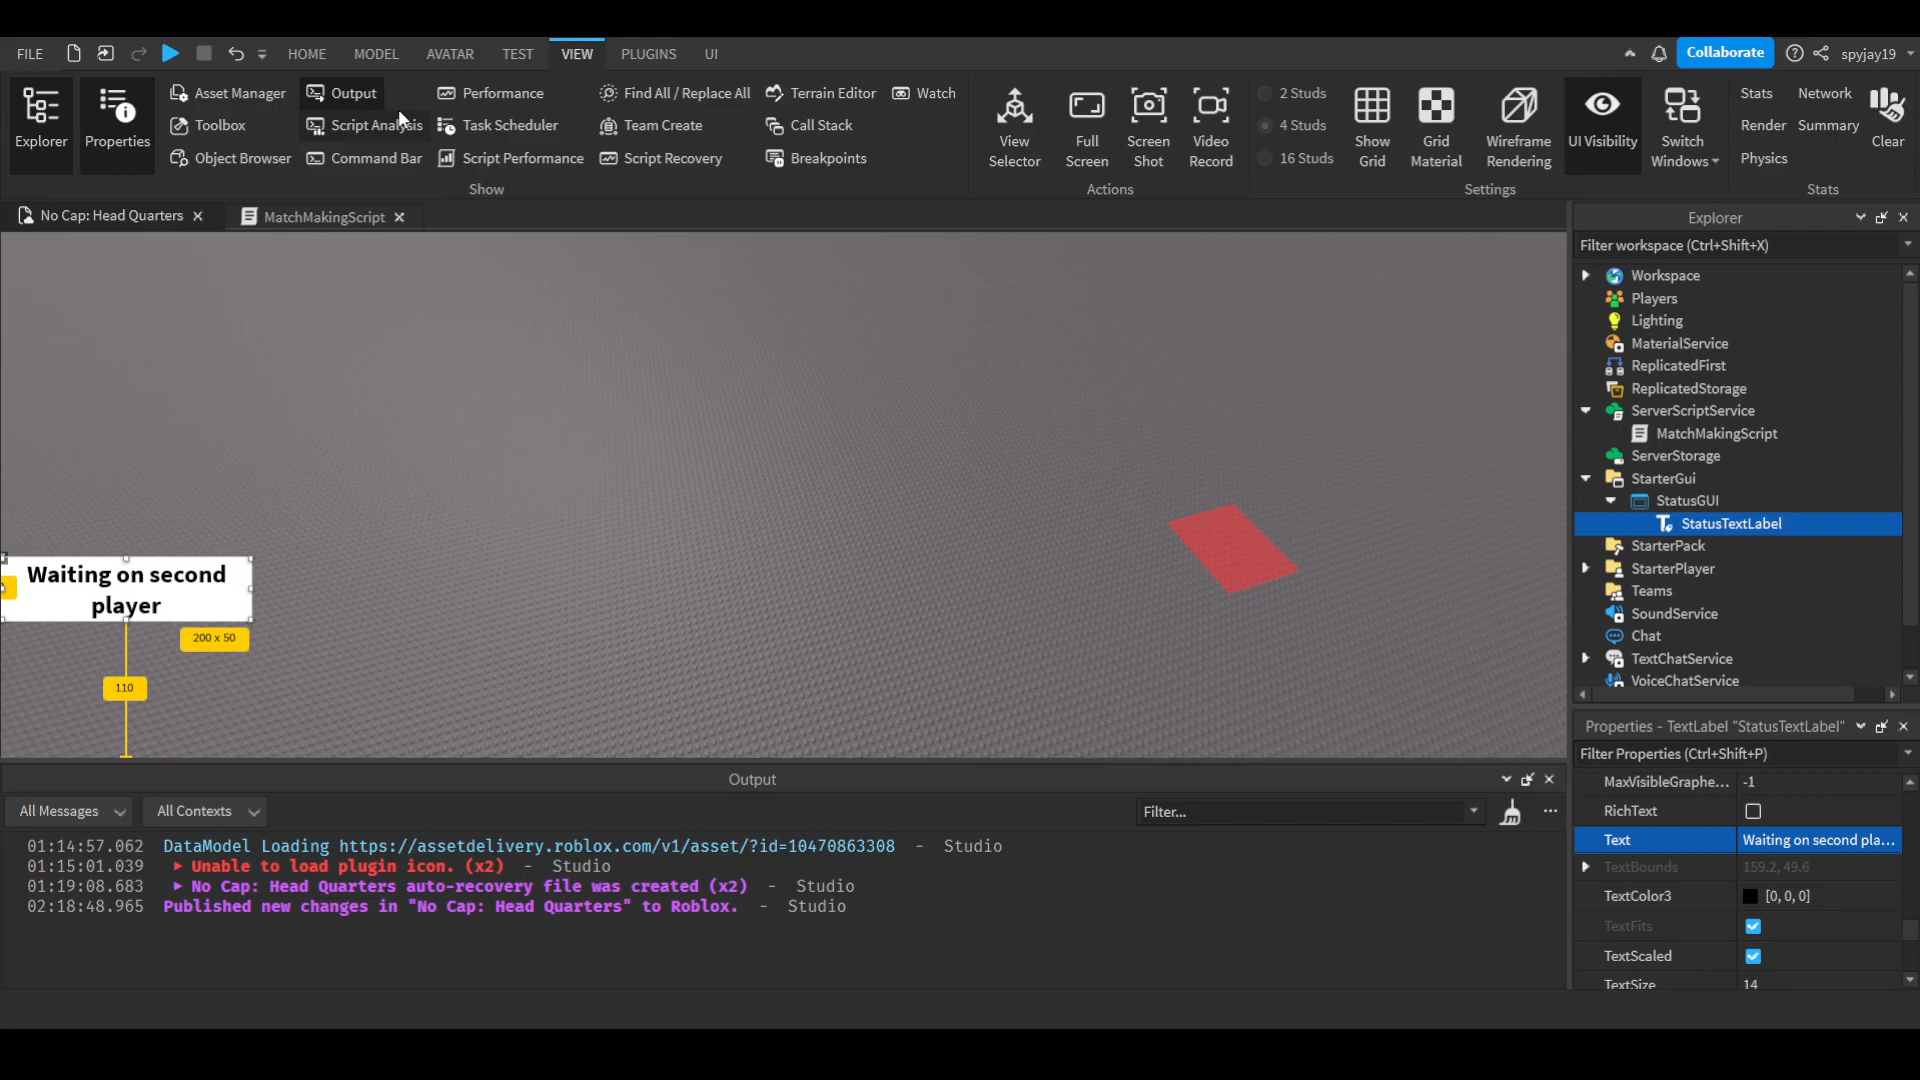 FILE HOME MODEL AVATAR TEST VIEW PLUGINS UI Collaborate spyjay19
Explorer
Properties
Asset Manager
Toolbox
Object Browser
Output
Script Analysis
Command Bar
Performance
Task Scheduler
Script Performance
Find All / Replace All
Team Create
Script Recovery
Terrain Editor
Call Stack
Breakpoints
Watch
Show
View
Selector
Full
Screen
Screen
Shot
Video
Record
Actions
2 Studs
4 Studs
16 Studs
Show
Grid
Grid
Material
Wireframe
Rendering
UI Visibility
Switch
Windows
Settings
Stats Network
Render Summary
Physics
Clear
Stats
No Cap: Head Quarters
MatchMakingScript
Waiting on second
player
200 x 50
110
Explorer
Filter workspace (Ctrl+Shift+X)
Workspace
Players
Lighting
MaterialService
ReplicatedFirst
ReplicatedStorage
ServerScriptService
MatchMakingScript
ServerStorage
StarterGui
StatusGUI
StatusTextLabel
StarterPack
StarterPlayer
Teams
SoundService
Chat
TextChatService
VoiceChatService
Properties - TextLabel "StatusTextLabel"
Filter Properties (Ctrl+Shift+P)
MaxVisibleGraphe... -1
RichText
Text Waiting on second pla...
TextBounds 159.2, 49.6
TextColor3 [0, 0, 0]
TextFits
TextScaled
TextSize 14
Output
All Messages All Contexts Filter...
01:14:57.062 DataModel Loading https://assetdelivery.roblox.com/v1/asset/?id=10470863308 - Studio
01:15:01.039 Unable to load plugin icon. (x2) - Studio
01:19:08.683 No Cap: Head Quarters auto-recovery file was created (x2) - Studio
02:18:48.965 Published new changes in "No Cap: Head Quarters" to Roblox. - Studio